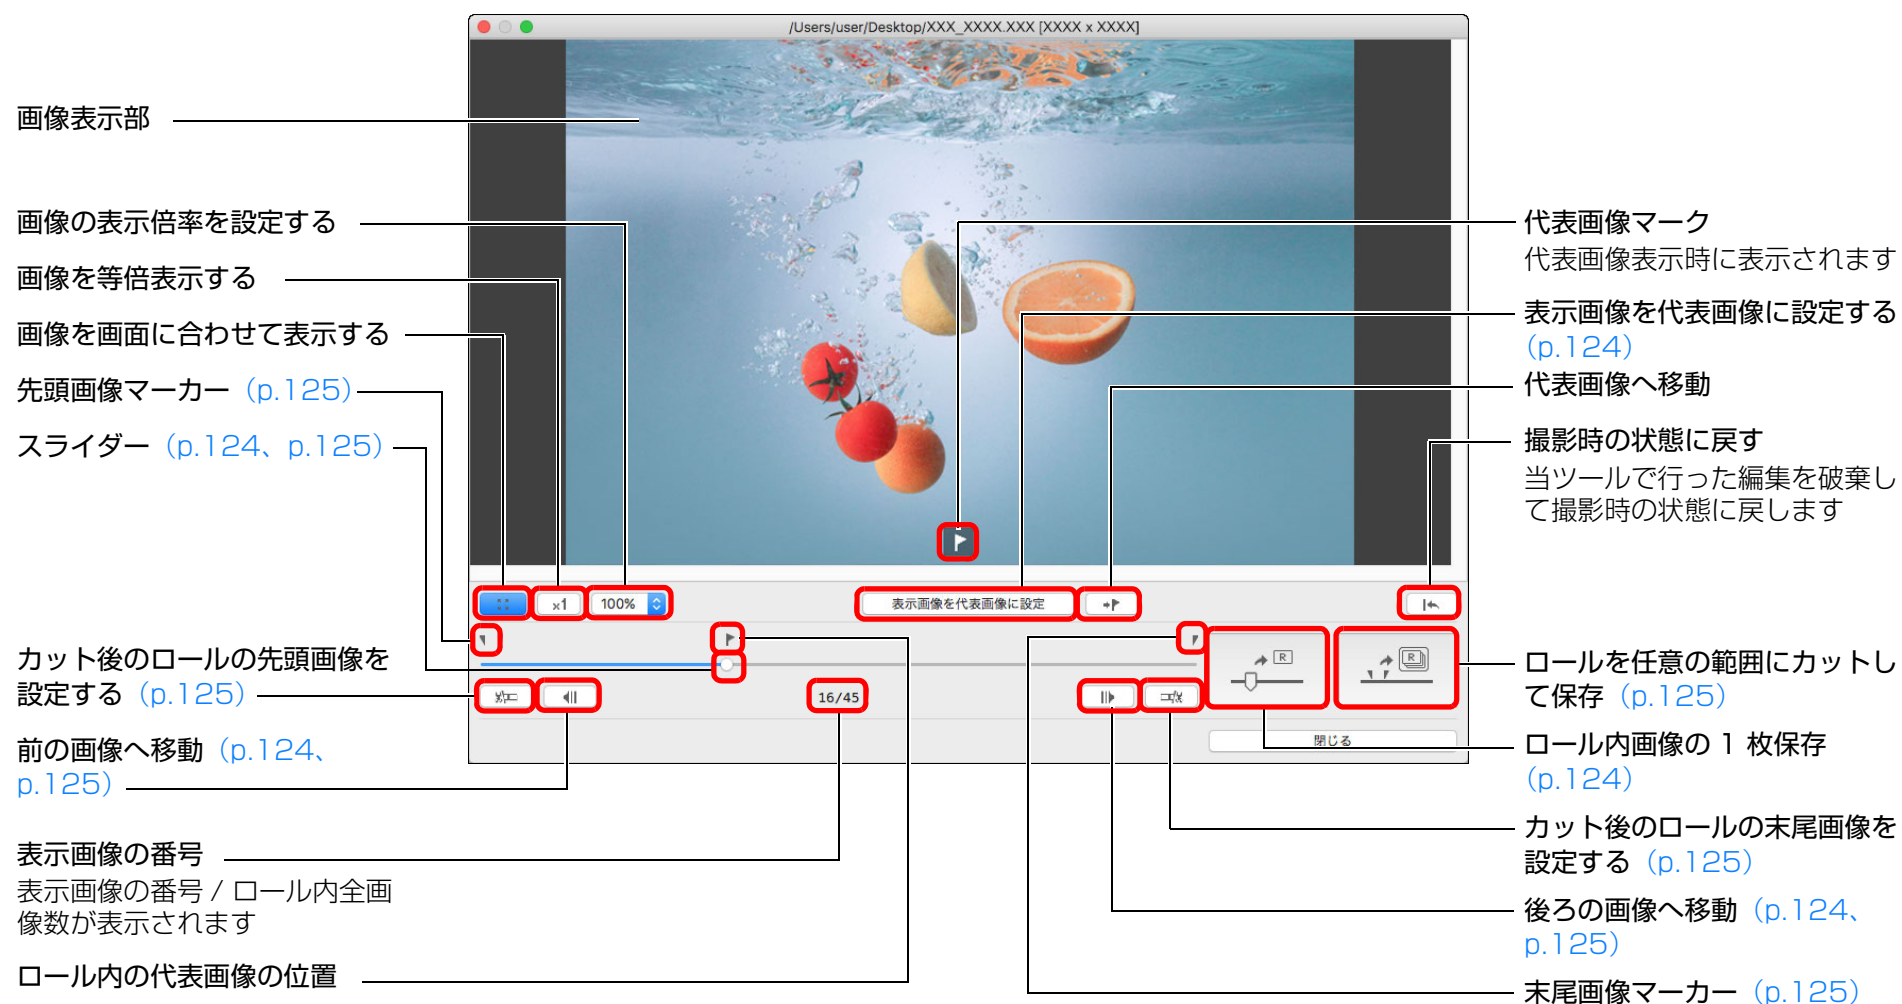 /Users/user/Desktop/XXX_XXXX.XXX [XXXX x XXXX]
画像表示部
画像の表示倍率を設定する
画像を等倍表示する
画像を画面に合わせて表示する
先頭画像マーカー（p.125）
スライダー（p.124、p.125）
カット後のロールの先頭画像を
設定する（p.125）
前の画像へ移動（p.124、
p.125）
表示画像の番号
表示画像の番号 / ロール内全画
像数が表示されます
ロール内の代表画像の位置
×1
100%
表示画像を代表画像に設定
16/45
R
R
閉じる
代表画像マーク
代表画像表示時に表示されます
表示画像を代表画像に設定する
（p.124）
代表画像へ移動
撮影時の状態に戻す
当ツールで行った編集を破棄し
て撮影時の状態に戻します
ロールを任意の範囲にカットし
て保存（p.125）
ロール内画像の 1 枚保存
（p.124）
カット後のロールの末尾画像を
設定する（p.125）
後ろの画像へ移動（p.124、
p.125）
末尾画像マーカー（p.125）